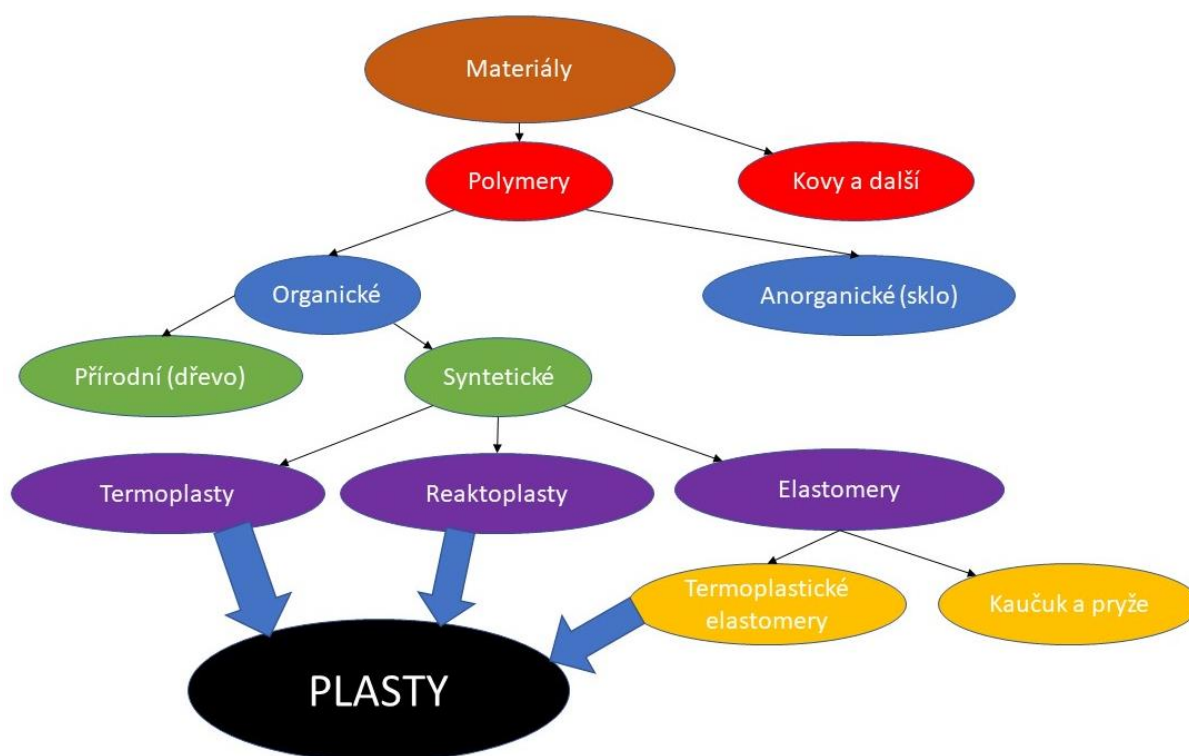 Materiály
Polymery
Kovy a další
Organické
Anorganické (sklo)
Přírodní (dřevo)
Syntetické
Termoplasty
Reaktoplasty
Elastomery
Termoplastické
elastomery
Kaučuk a pryže
PLASTY